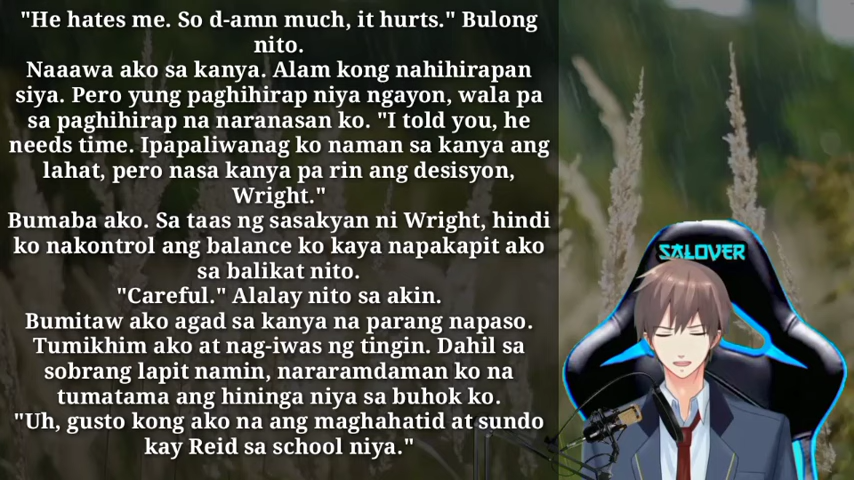 "He hates me. So d-amn much, it hurts." Bulong
nito.
Naaawa ako sa kanya. Alam kong nahihirapan
siya. Pero yung paghihirap niya ngayon, wala pa
sa paghihirap na naranasan ko. "I told you, he
needs time. Ipapaliwanag ko naman sa kanya ang
lahat, pero nasa kanya pa rin ang desisyon,
Wright."
Bumaba ako. Sa taas ng sasakyan ni Wright, hindi
ko nakontrol ang balance ko kaya napakapit ako
sa balikat nito.
"Careful." Alalay nito sa akin.
Bumitaw ako agad sa kanya na parang napaso.
Tumikhim ako at nag-iwas ng tingin. Dahil sa
sobrang lapit namin, nararamdaman ko na
tumatama ang hininga niya sa buhok ko.
"Uh, gusto kong ako na ang maghahatid at sundo
kay Reid sa school niya."
SALOVER